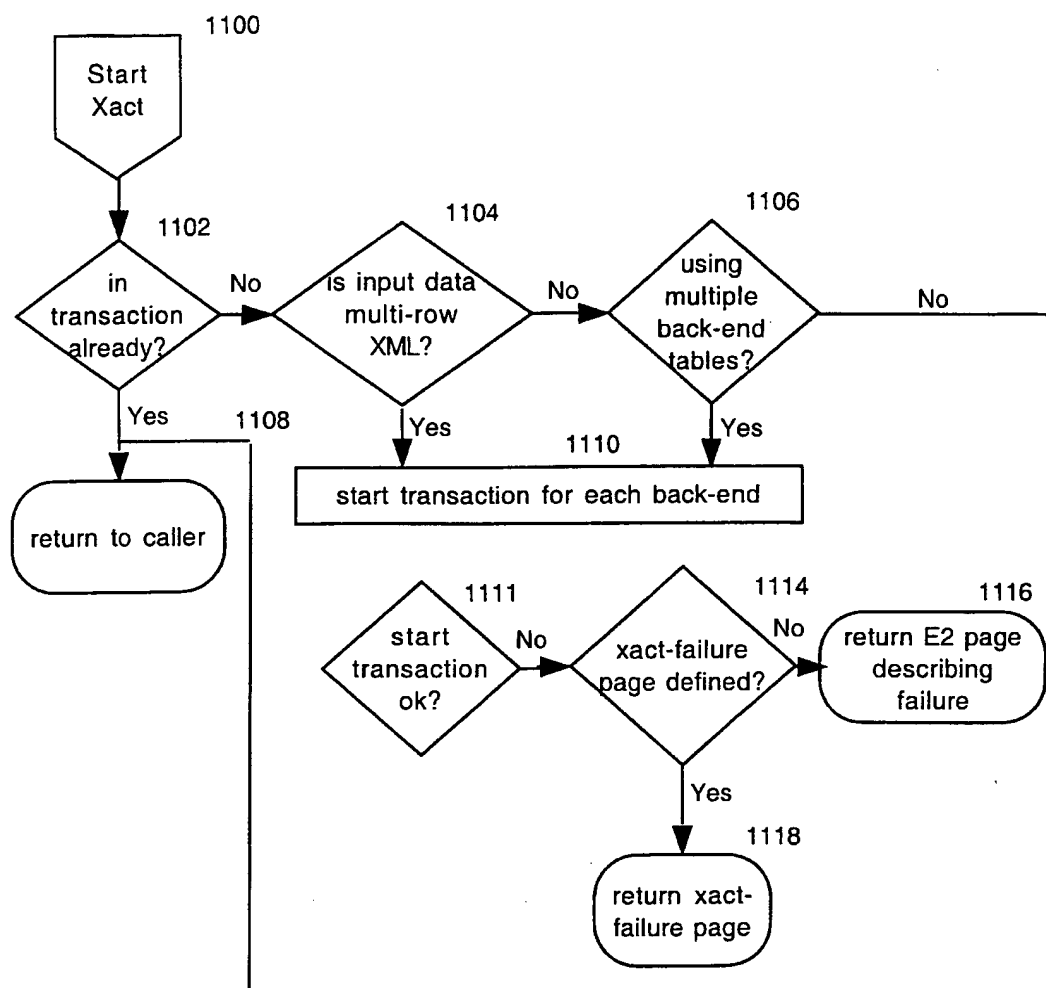 1100
Start
Xact
1102
in
transaction
already?
No
Yes
1104
is input data
multi-row
XML?
No
Yes
1106
using
multiple
back-end
tables?
No
Yes
1108
return to caller
1110
start transaction for each back-end
1111
start
transaction
ok?
No
1114
xact-failure
page defined?
No
Yes
1116
return E2 page
describing
failure
1118
return xact-
failure page